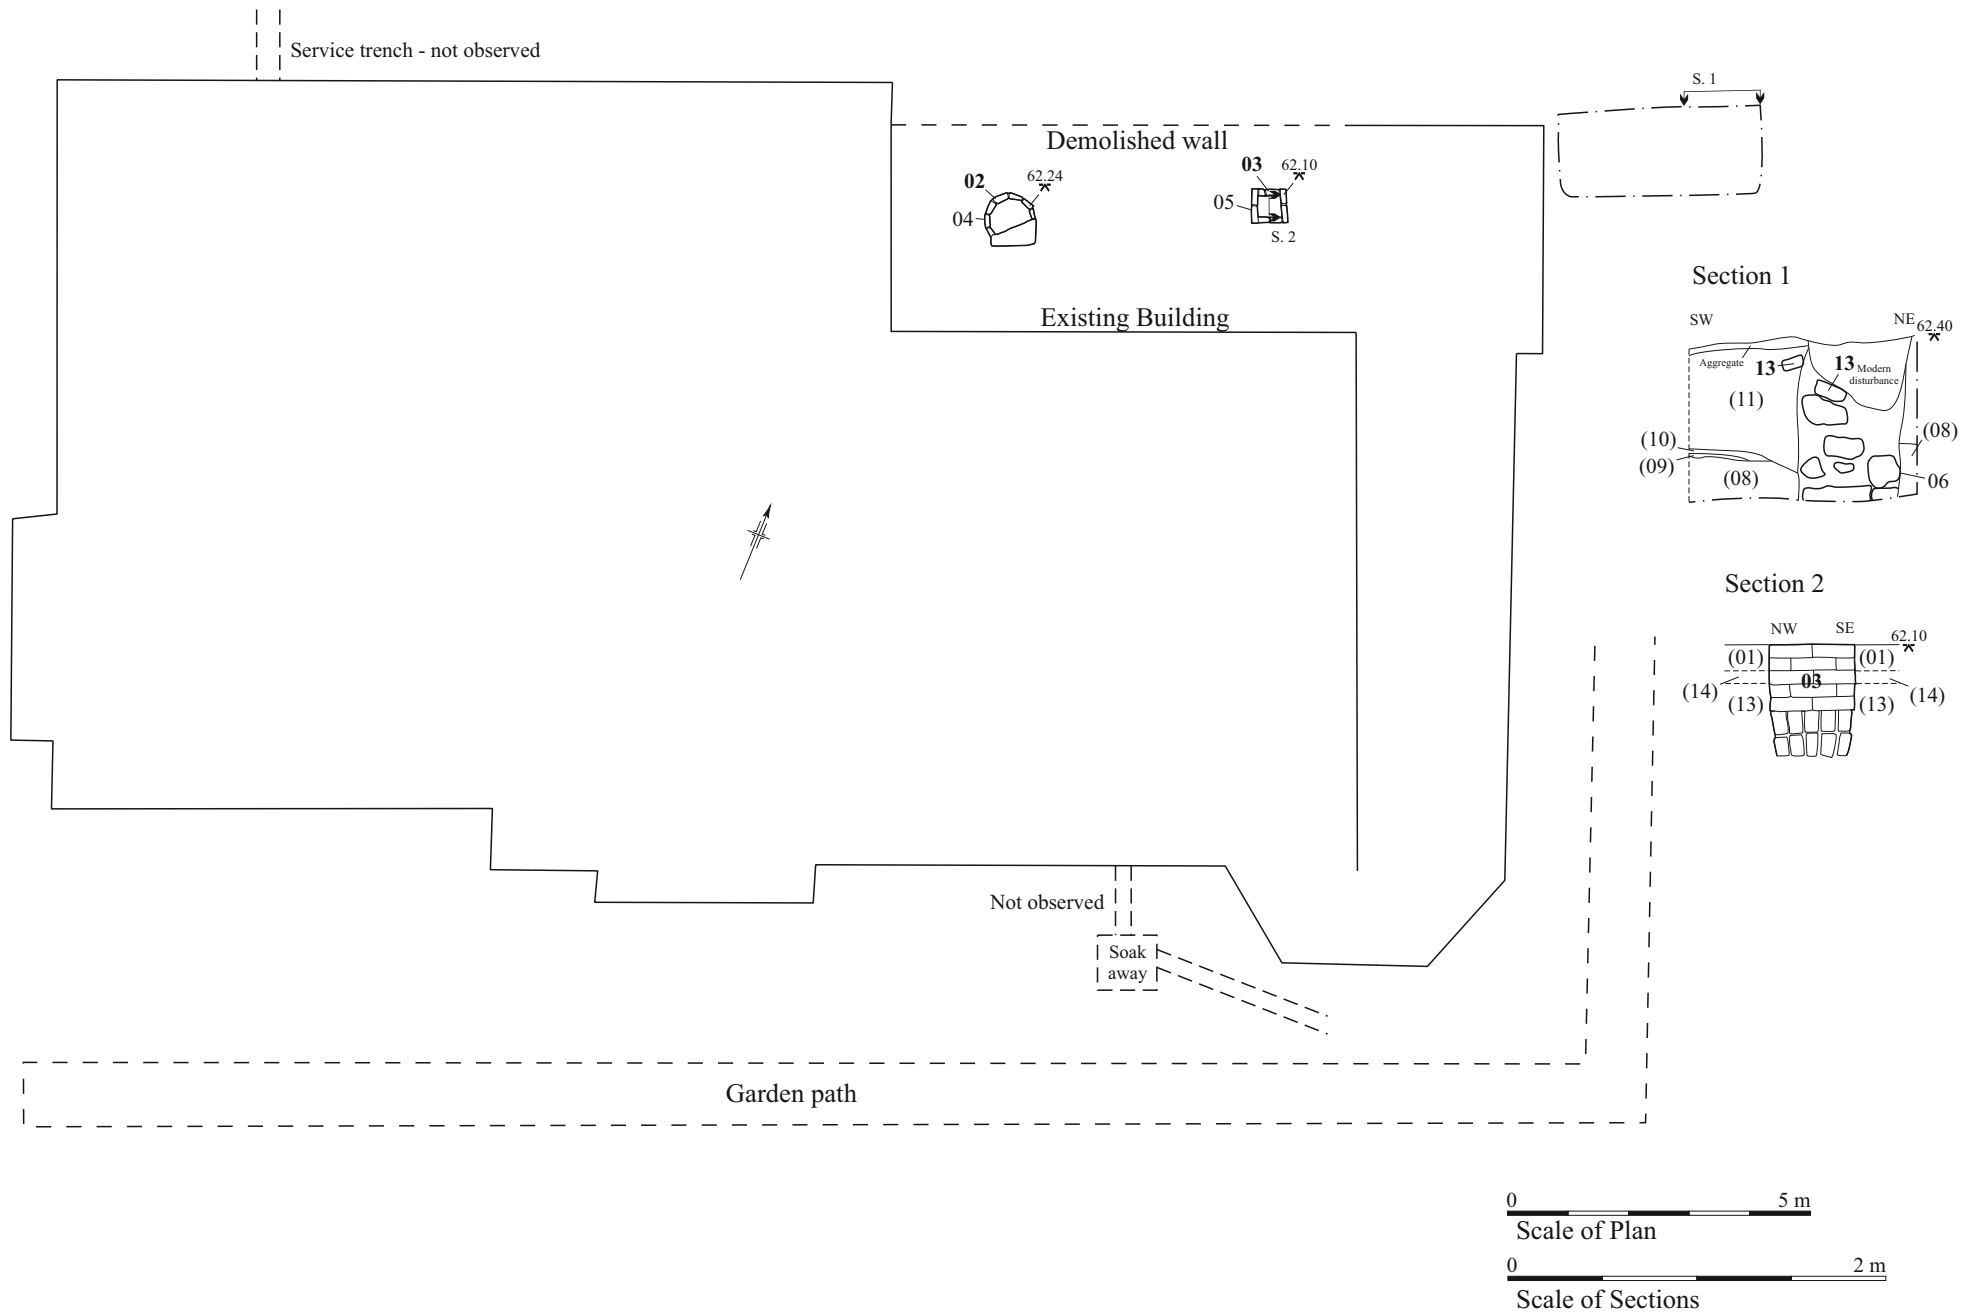 Service trench - not observed
S. 1
Demolished wall
02
62.24
04
03
62.10
05
S. 2
Existing Building
Section 1
SW
NE
62.40
Aggregate
13
13
Modern
disturbance
(11)
(10)
(09)
(08)
(08)
06
Section 2
NW
SE
62.10
(01)
(01)
03
(14)
(14)
(13)
(13)
Not observed
Soak
away
Garden path
0
5 m
Scale of Plan
0
2 m
Scale of Sections